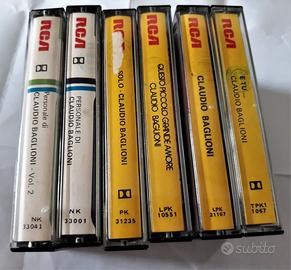 RCA
Personale di
CLAUDIO BAGLIONI - Vol. 2
NK
33041
RCA
PERSONALE DI
CLAUDIO BAGLIONI
NK
33001
RCA
SOLO - CLAUDIO BAGLIONI
PK
31235
RCA
QUESTO PICCOLO GRANDE AMORE
CLAUDIO BAGLIONI
LPK
10551
RCA
CLAUDIO BAGLIONI
LPK
21167
RCA
E TU...
CLAUDIO BAGLIONI
TPK1
1067
subito